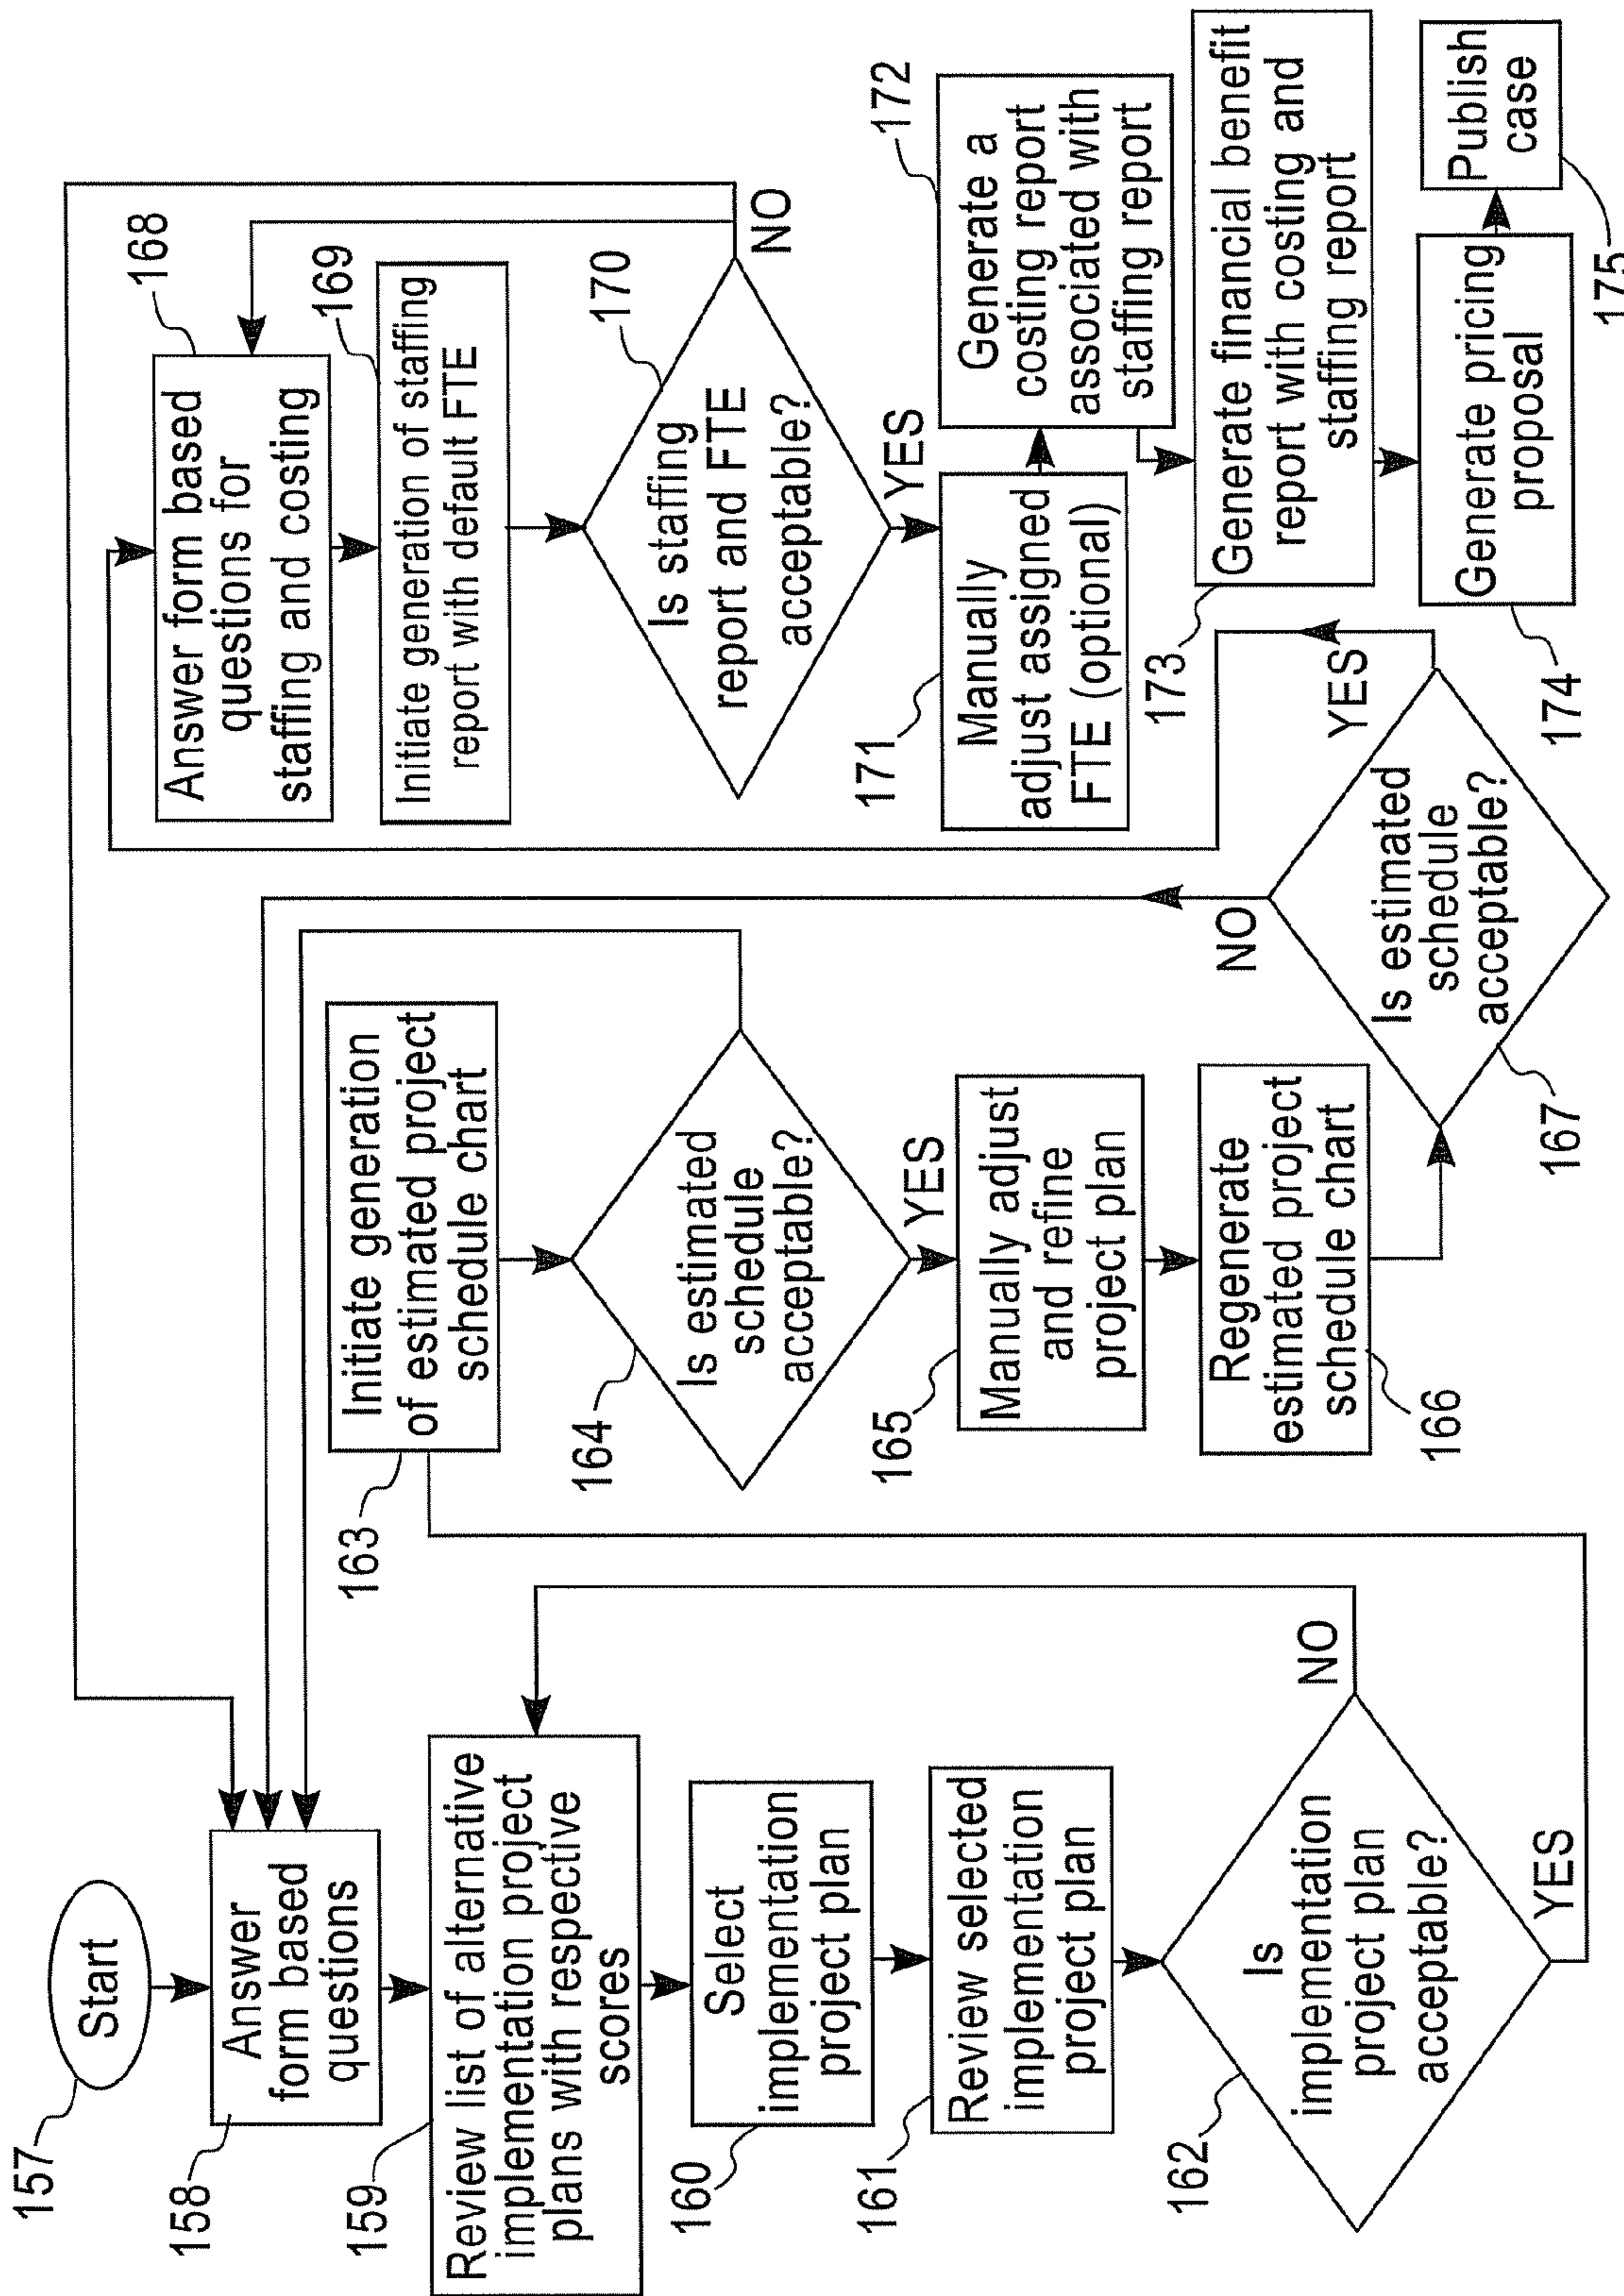 157
Start
158
Answer
form based
questions
159
Review list of alternative
implementation project
plans with respective
scores
160
Select
implementation
project plan
161
Review selected
implementation
project plan
162
Is
implementation
project plan
acceptable?
NO
YES
163
Initiate generation
of estimated project
schedule chart
164
Is estimated
schedule
acceptable?
YES
165
Manually adjust
and refine
project plan
166
Regenerate
estimated project
schedule chart
167
Is estimated
schedule
acceptable?
NO
YES
168
Answer form based
questions for
staffing and costing
169
Initiate generation of staffing
report with default FTE
170
Is staffing
report and FTE
acceptable?
NO
YES
171
Manually
adjust assigned
FTE (optional)
172
Generate a
costing report
associated with
staffing report
173
Generate financial benefit
report with costing and
staffing report
174
Generate pricing
proposal
175
Publish
case